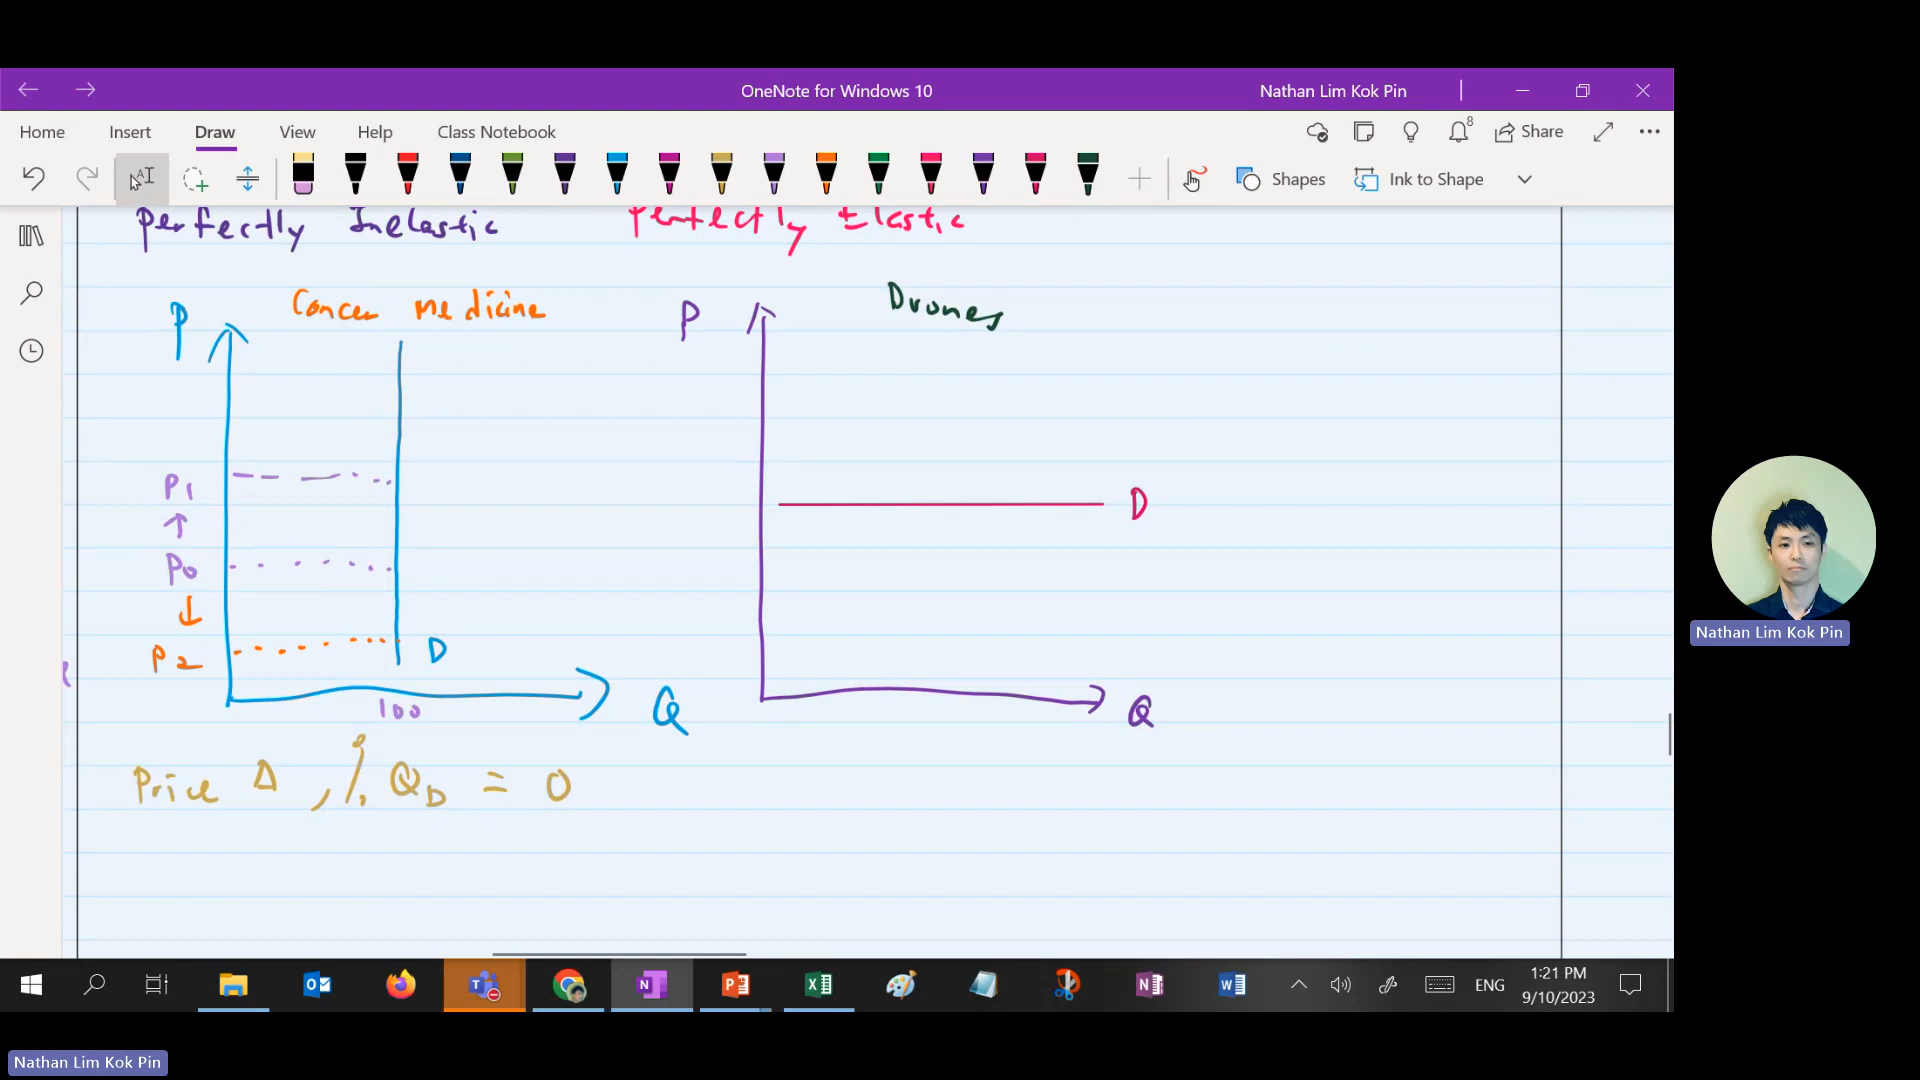 OneNote for Windows 10
Nathan Lim Kok Pin
Home Insert Draw View Help Class Notebook
8
Share
AI
Shapes
Ink to Shape
Perfectly Inelastic
Perfectly Elastic
Cancer medicine
Drones
P
P
P1
P0
P2
D
D
100
Q
Q
Price Δ , % QD = 0
Nathan Lim Kok Pin
ENG
1:21 PM
9/10/2023
Nathan Lim Kok Pin